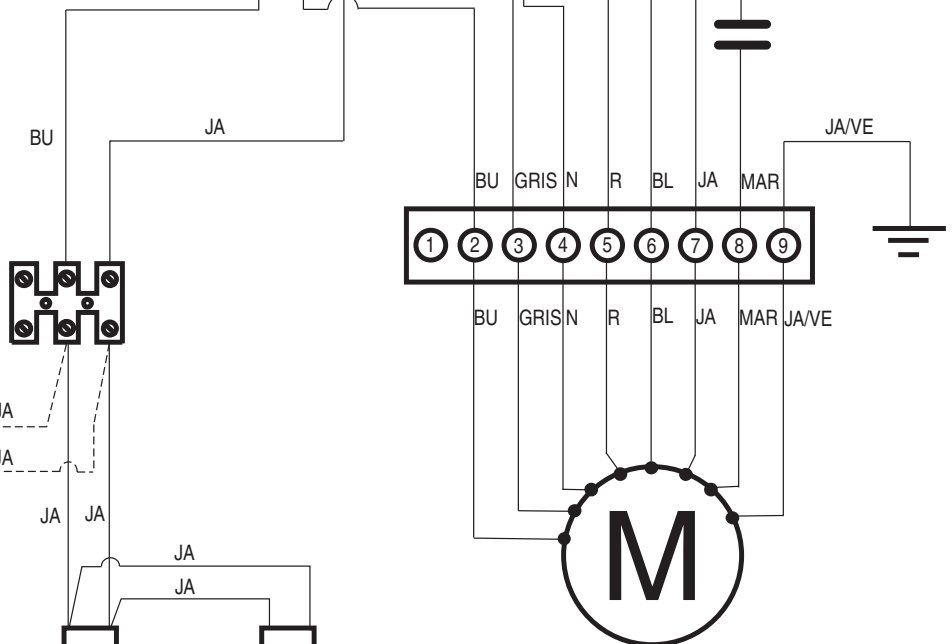 JA
JA/VE
BU
BU GRIS N R BL JA MAR
1 2 3 4 5 6 7 8 9
BU GRIS N R BL JA MAR JA/VE
JA
JA
JA JA
JA
JA
M